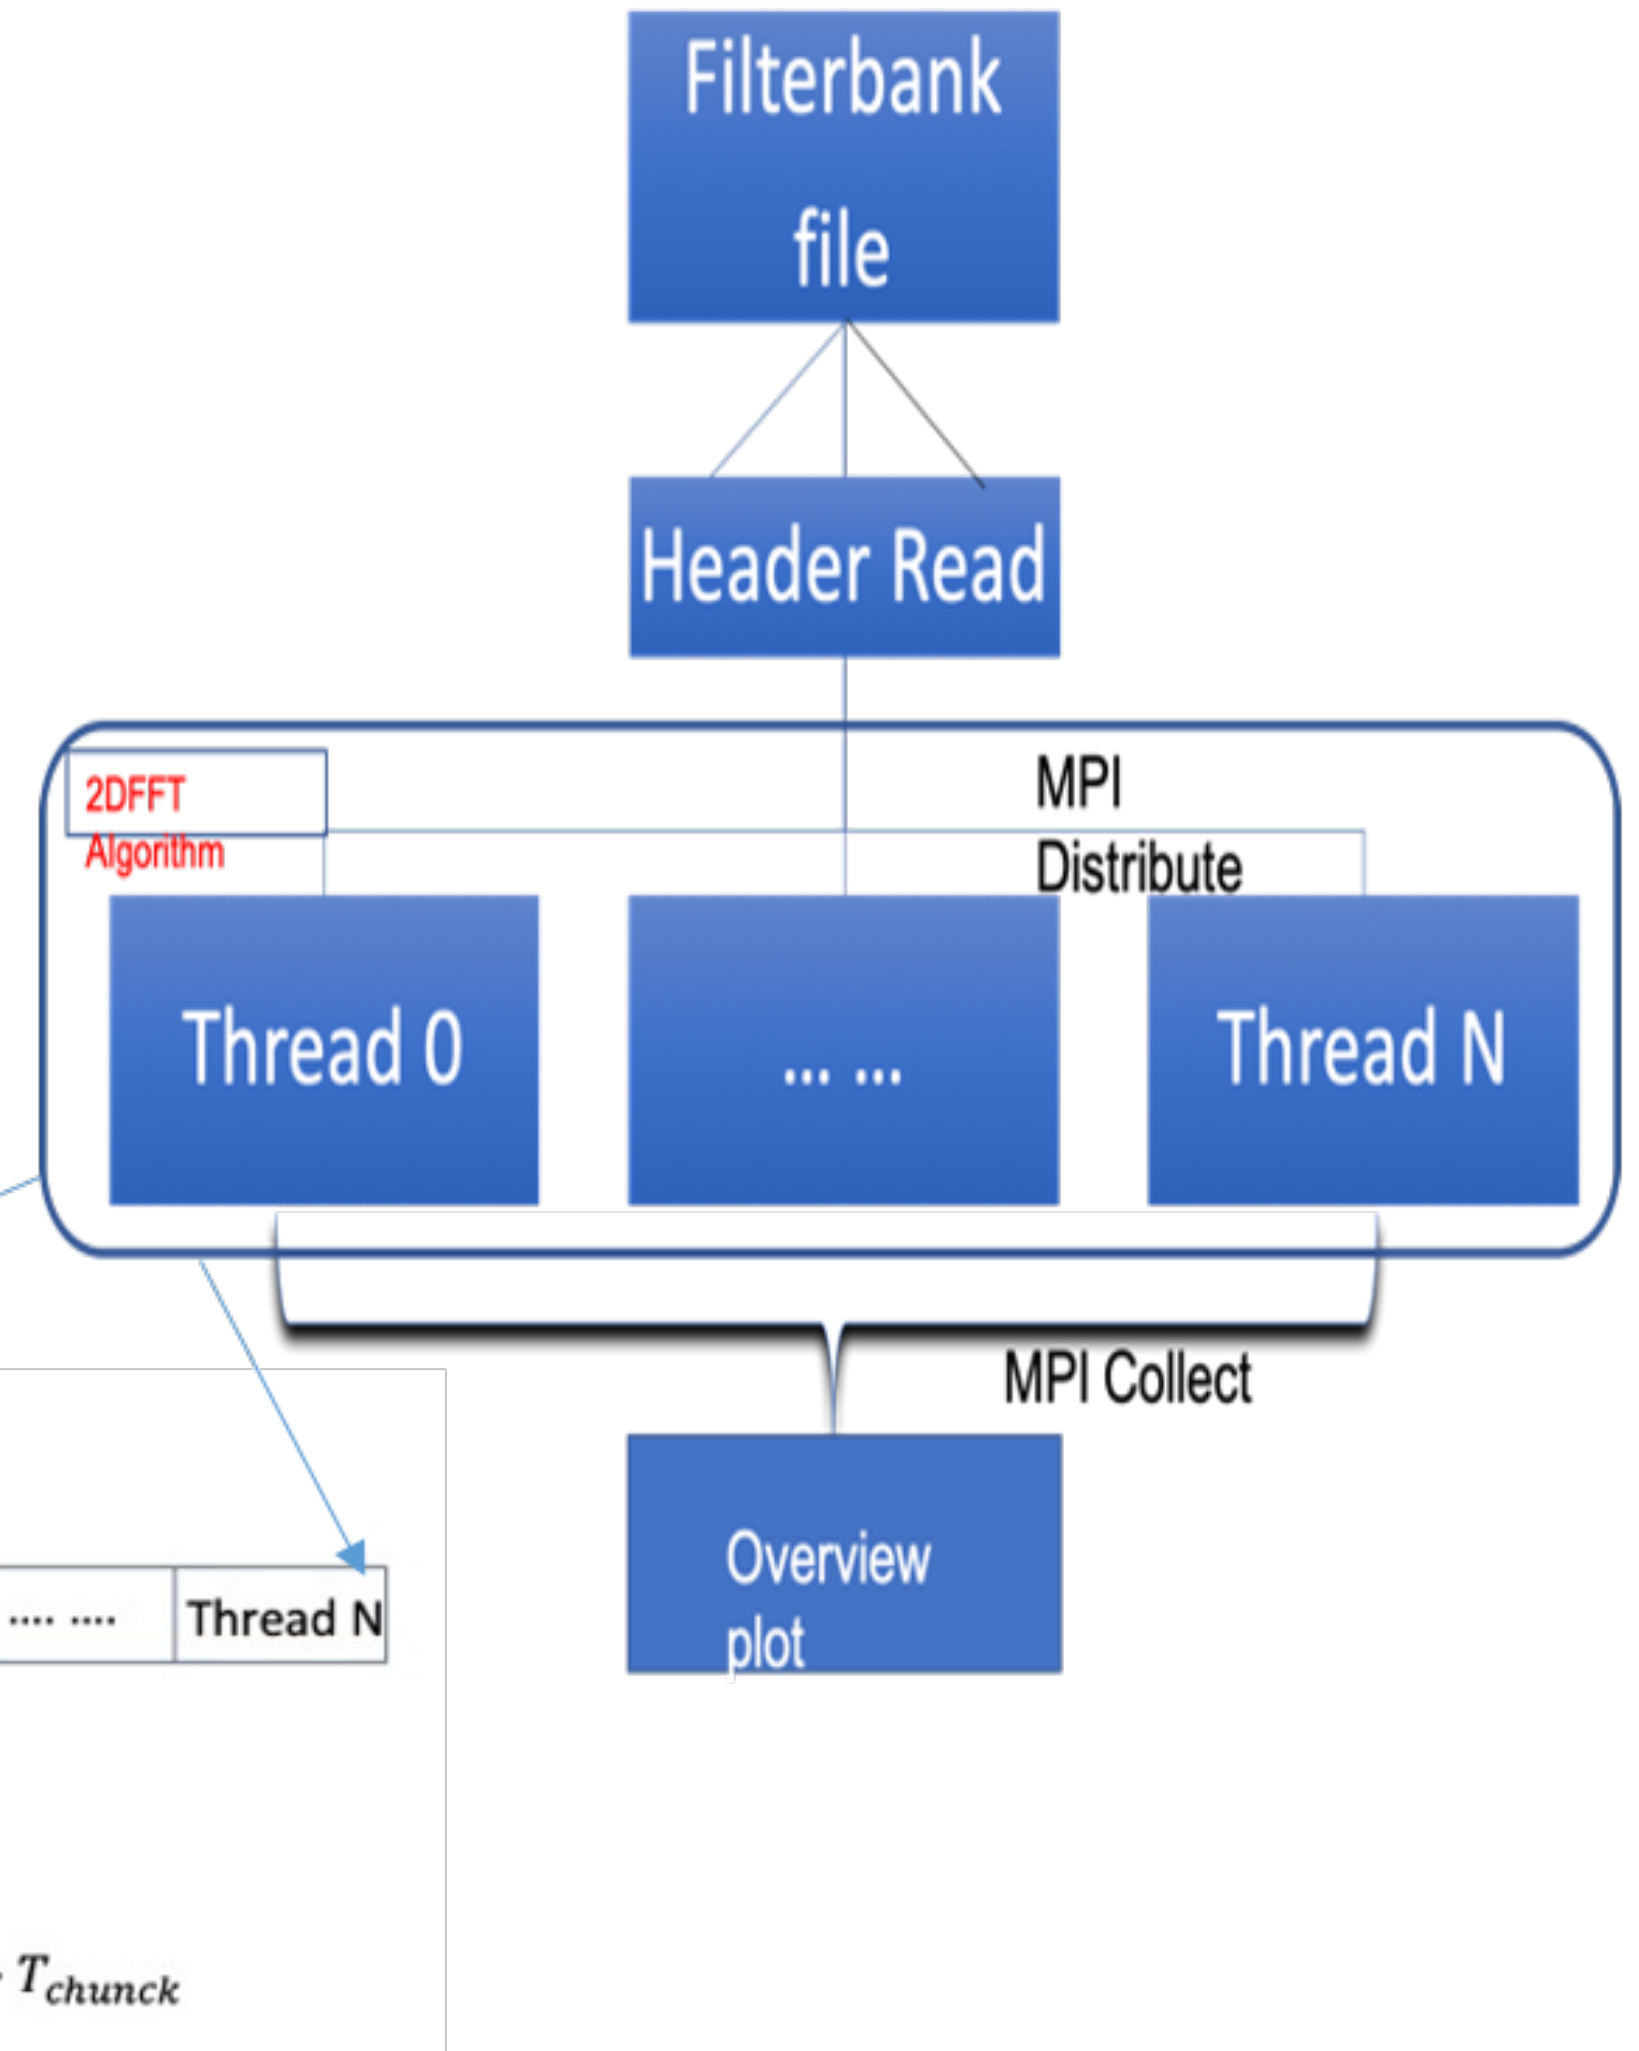 Filterbank
file
Header Read
2DFFT
Algorithm
MPI
Distribute
Thread 0
... ...
Thread N
MPI Collect
Overview
plot
.... ....
Thread N
T_chunck